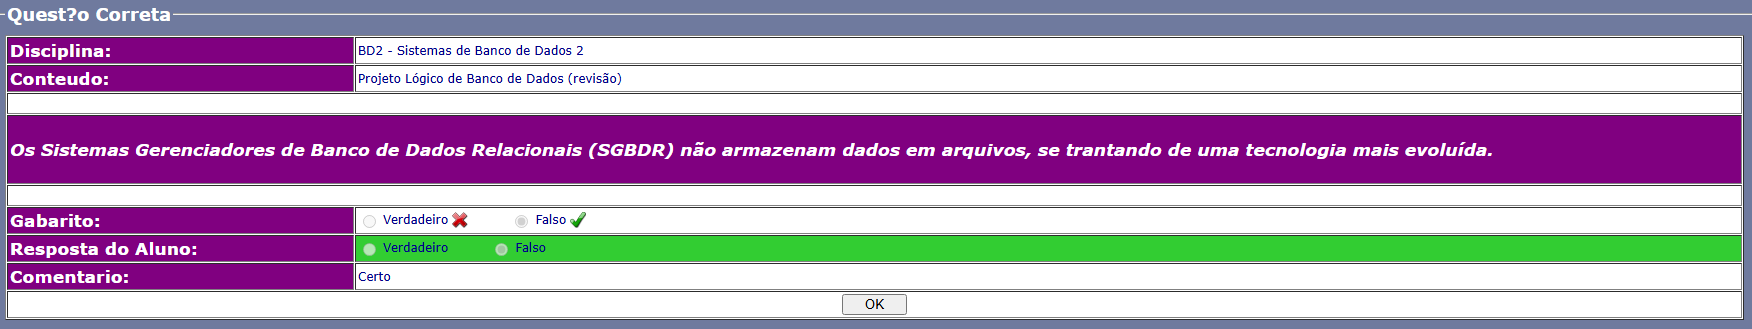 Quest?o Correta
Disciplina: BD2 - Sistemas de Banco de Dados 2
Conteudo: Projeto Lógico de Banco de Dados (revisão)
Os Sistemas Gerenciadores de Banco de Dados Relacionais (SGBDR) não armazenam dados em arquivos, se trantando de uma tecnologia mais evoluída.
Gabarito: Verdadeiro Falso
Resposta do Aluno: Verdadeiro Falso
Comentario: Certo
OK